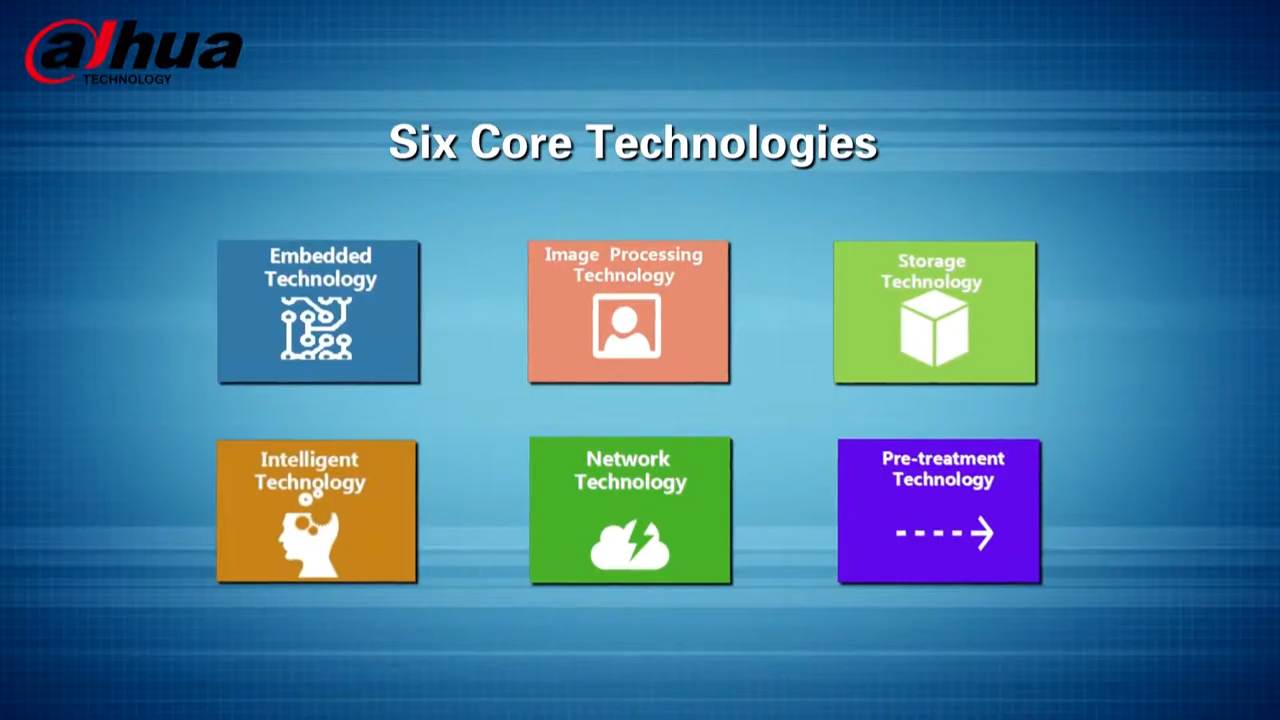 alhua
TECHNOLOGY
Six Core Technologies
Embedded
Technology
Image Processing
Technology
Storage
Technology
Intelligent
Technology
Network
Technology
Pre-treatment
Technology